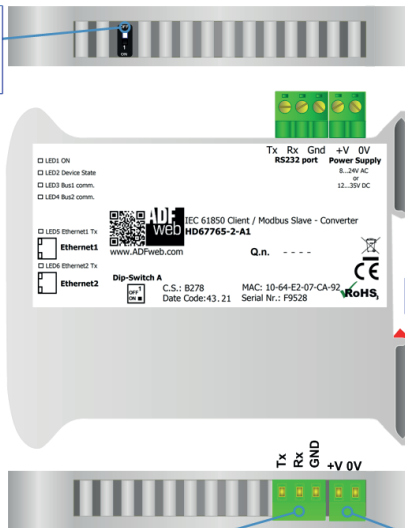 OFF
1
ON
Tx Rx Gnd +V 0V
RS232 port Power Supply
8...24V AC
or
12...35V DC
LED1 ON
LED2 Device State
LED3 Bus1 comm.
LED4 Bus2 comm.
ADF
web
IEC 61850 Client / Modbus Slave - Converter
HD67765-2-A1
www.ADFweb.com
Q.n. - - - -
LED5 Ethernet1 Tx
Ethernet1
LED6 Ethernet2 Tx
Ethernet2
CE
RoHS
Dip-Switch A
1
OFF
ON
C.S.: B278
MAC: 10-64-E2-07-CA-92
Date Code:43.21
Serial Nr.: F9528
Tx
Rx
GND
+V 0V